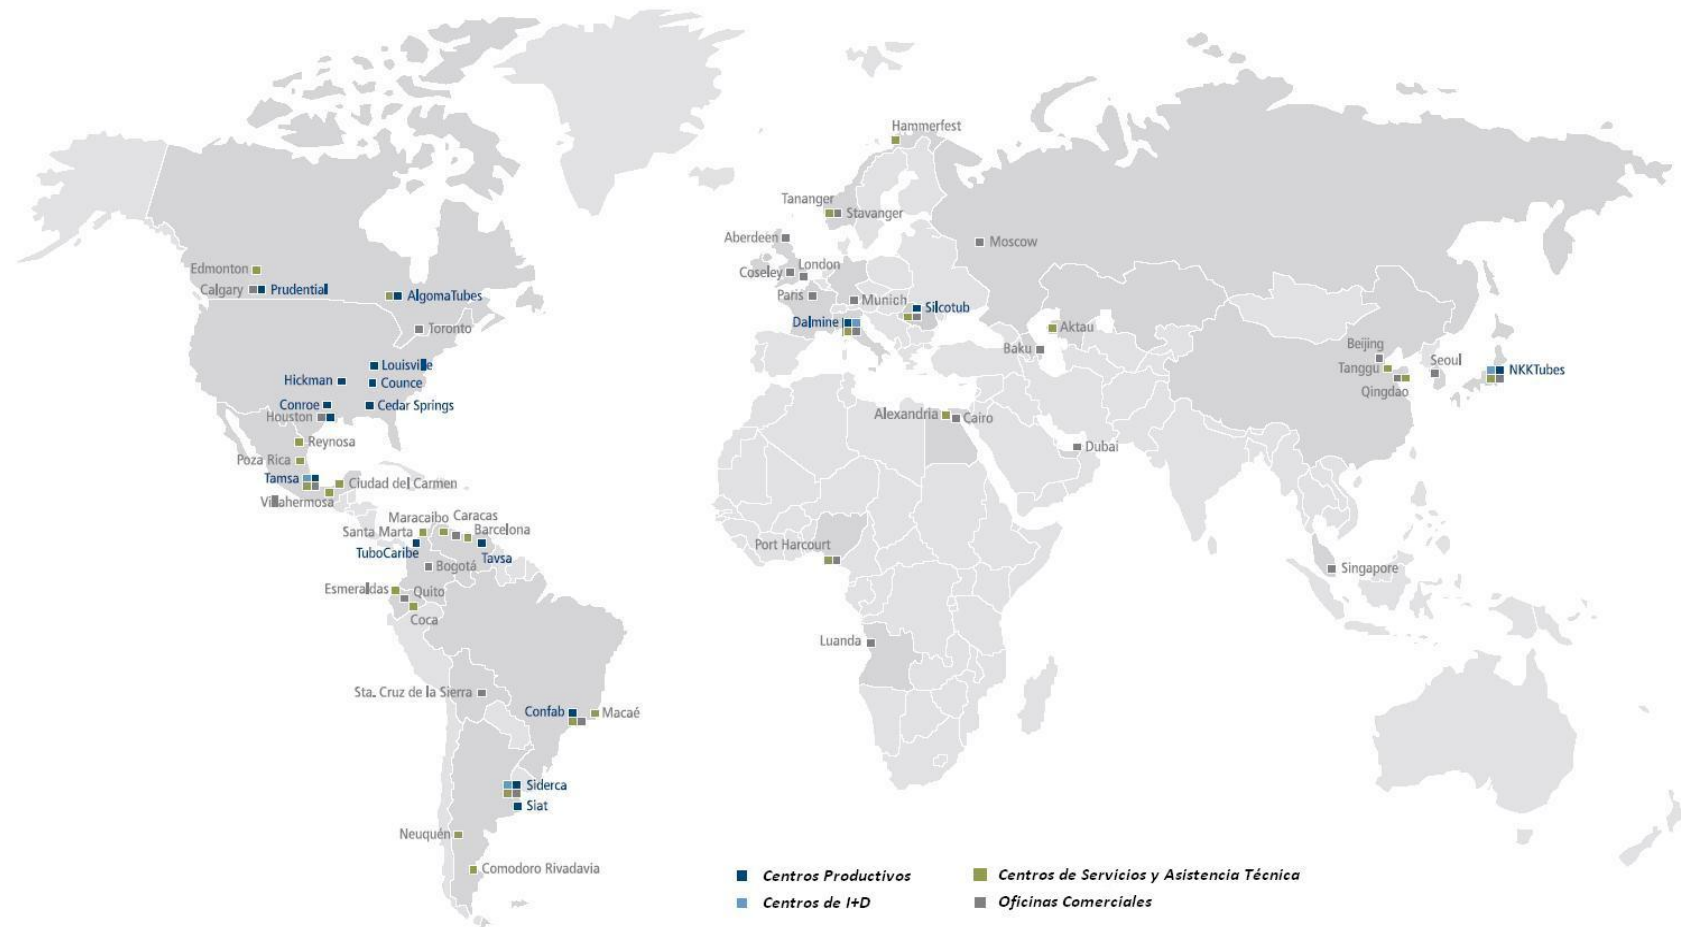 Hammerfest
Tananger
Stavanger
Aberdeen
Moscow
London
Coseley
Edmonton
Calgary
Prudential
AlgomaTubes
Paris
Munich
Silcotub
Dalmine
Toronto
Aktau
Baku
Beijing
Seoul
Tanggu
NKKTubes
Qingdao
Louisville
Hickman
Counce
Conroe
Cedar Springs
Houston
Alexandria
Cairo
Reynosa
Dubai
Poza Rica
Tamsa
Ciudad del Carmen
Villahermosa
Maracaibo
Caracas
Santa Marta
Barcelona
TuboCaribe
Tavsa
Port Harcourt
Bogotá
Singapore
Esmeraldas
Quito
Coca
Luanda
Sta. Cruz de la Sierra
Confab
Macaé
Siderca
Siat
Neuquén
Comodoro Rivadavia
Centros Productivos
Centros de Servicios y Asistencia Técnica
Centros de I+D
Oficinas Comerciales